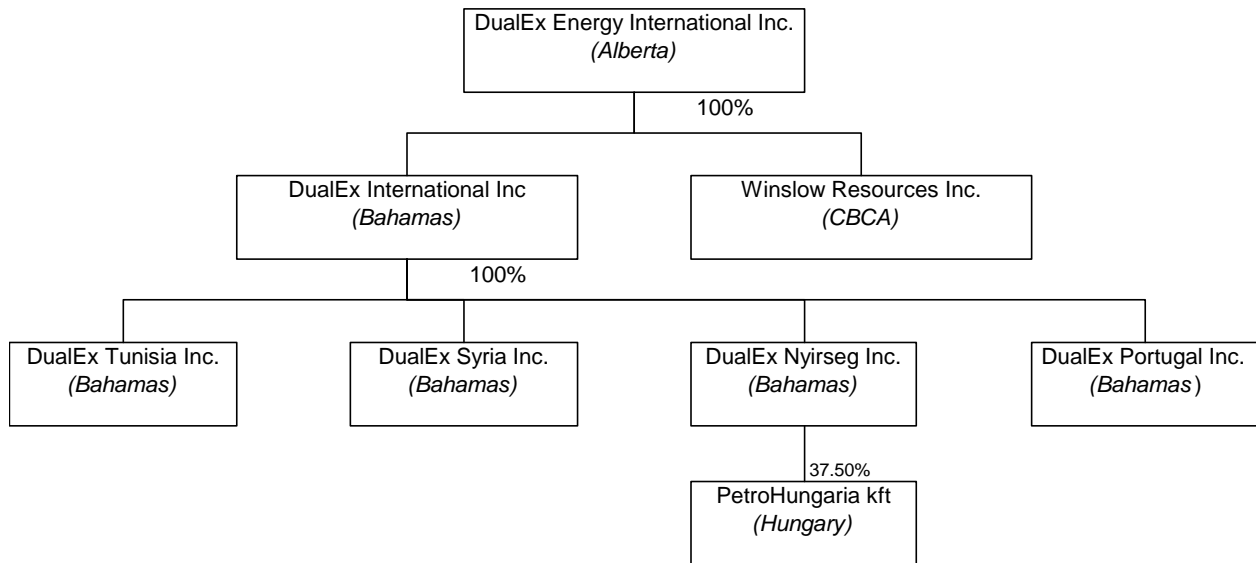 DualEx Energy International Inc.
(Alberta)
100%
DualEx International Inc
(Bahamas)
Winslow Resources Inc.
(CBCA)
100%
DualEx Tunisia Inc.
(Bahamas)
DualEx Syria Inc.
(Bahamas)
DualEx Nyirseg Inc.
(Bahamas)
DualEx Portugal Inc.
(Bahamas)
37.50%
PetroHungaria kft
(Hungary)